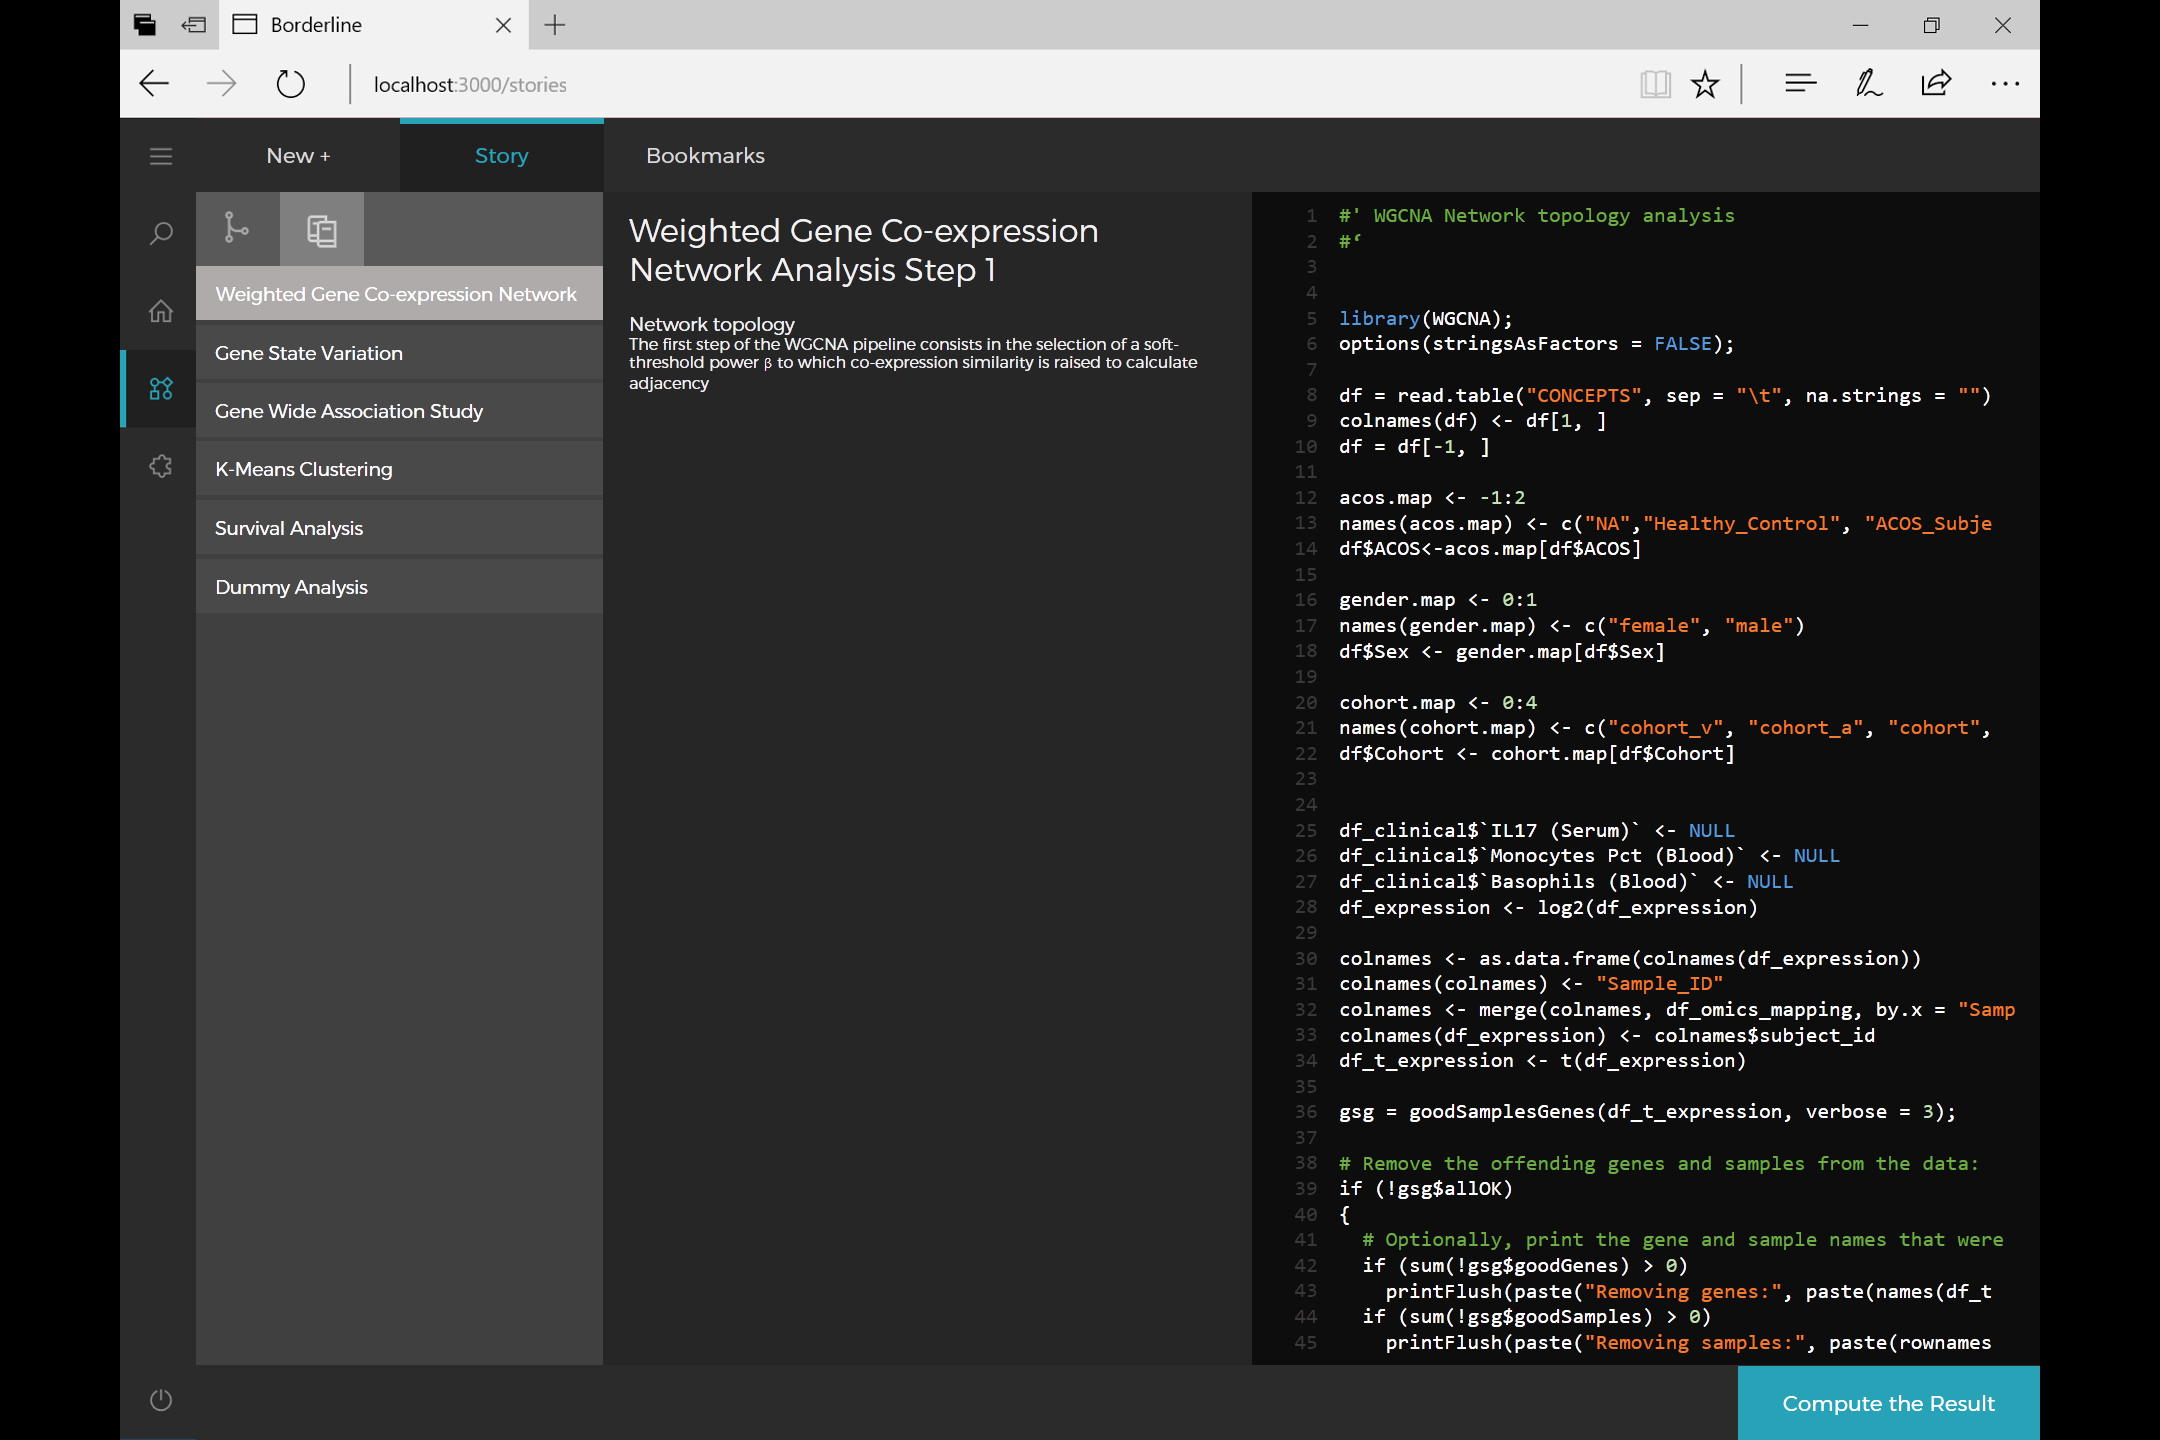 Borderline
localhost:3000/stories
New +
Story
Bookmarks
Weighted Gene Co-expression Network
Gene State Variation
Gene Wide Association Study
K-Means Clustering
Survival Analysis
Dummy Analysis
Weighted Gene Co-expression
Network Analysis Step 1
Network topology
The first step of the WGCNA pipeline consists in the selection of a soft-
threshold power β to which co-expression similarity is raised to calculate
adjacency
1 #' WGCNA Network topology analysis
2 #‘
3
4
5 library(WGCNA);
6 options(stringsAsFactors = FALSE);
7
8 df = read.table("CONCEPTS", sep = "\t", na.strings = "")
9 colnames(df) <- df[1, ]
10 df = df[-1, ]
11
12 acos.map <- -1:2
13 names(acos.map) <- c("NA","Healthy_Control", "ACOS_Subje
14 df$ACOS<-acos.map[df$ACOS]
15
16 gender.map <- 0:1
17 names(gender.map) <- c("female", "male")
18 df$Sex <- gender.map[df$Sex]
19
20 cohort.map <- 0:4
21 names(cohort.map) <- c("cohort_v", "cohort_a", "cohort",
22 df$Cohort <- cohort.map[df$Cohort]
23
24
25 df_clinical$`IL17 (Serum)` <- NULL
26 df_clinical$`Monocytes Pct (Blood)` <- NULL
27 df_clinical$`Basophils (Blood)` <- NULL
28 df_expression <- log2(df_expression)
29
30 colnames <- as.data.frame(colnames(df_expression))
31 colnames(colnames) <- "Sample_ID"
32 colnames <- merge(colnames, df_omics_mapping, by.x = "Samp
33 colnames(df_expression) <- colnames$subject_id
34 df_t_expression <- t(df_expression)
35
36 gsg = goodSamplesGenes(df_t_expression, verbose = 3);
37
38 # Remove the offending genes and samples from the data:
39 if (!gsg$allOK)
40 {
41 # Optionally, print the gene and sample names that were
42 if (sum(!gsg$goodGenes) > 0)
43 printFlush(paste("Removing genes:", paste(names(df_t
44 if (sum(!gsg$goodSamples) > 0)
45 printFlush(paste("Removing samples:", paste(rownames
Compute the Result